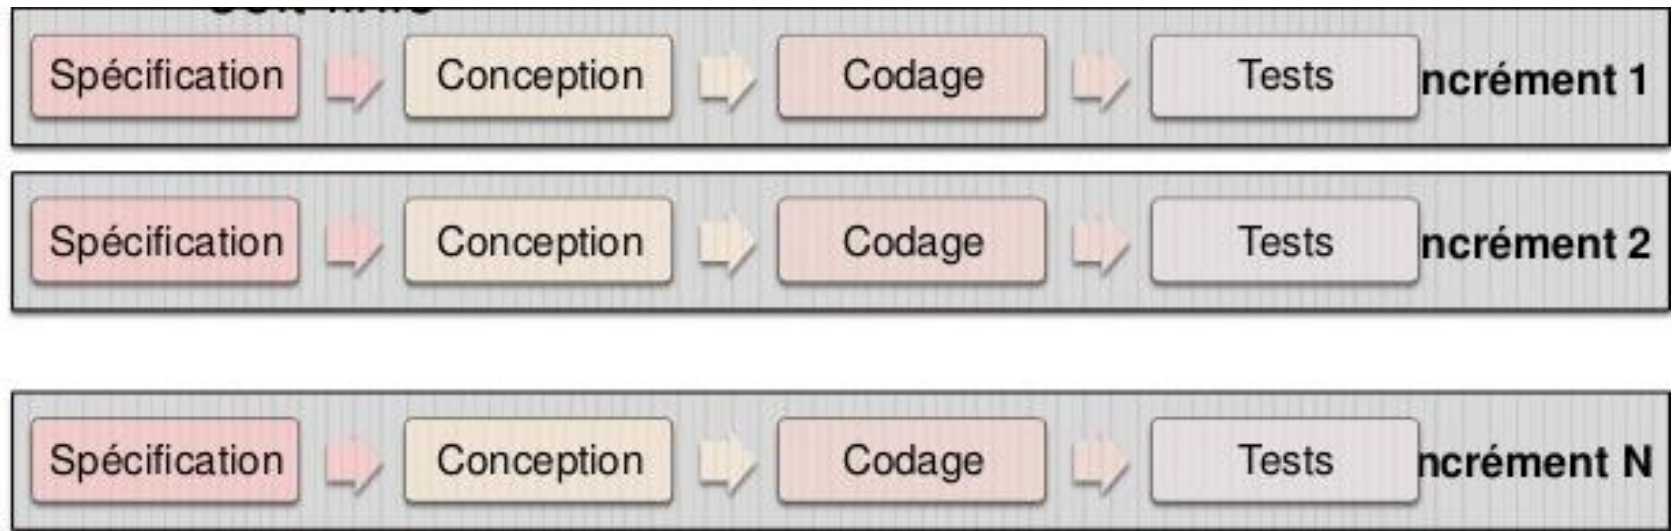 Spécification Conception Codage Tests ncrément 1
Spécification Conception Codage Tests ncrément 2
Spécification Conception Codage Tests ncrément N